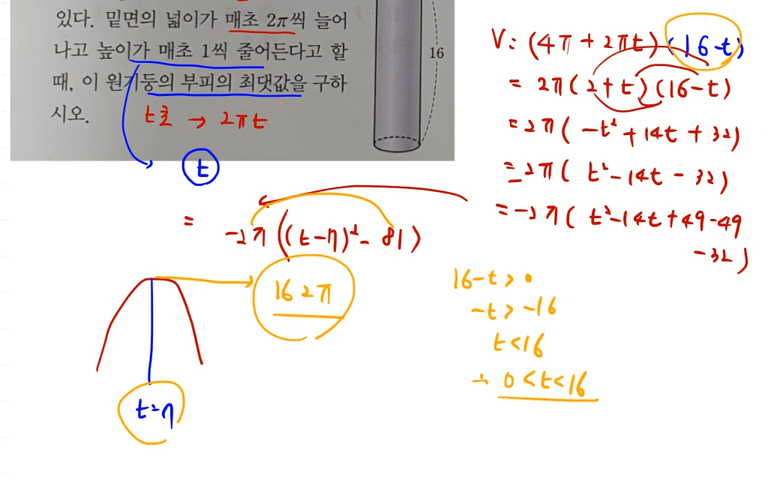 있다. 밑면의 넓이가 매초 2π씩 늘어
나고 높이가 매초 1씩 줄어든다고 할
때, 이 원기둥의 부피의 최댓값을 구하
시오.
16
t초 → 2πt
t
V: (4π + 2πt)(16-t)
= 2π(2+t)(16-t)
= 2π(-t²+14t+32)
= -2π(t²-14t-32)
= -2π(t²-14t+49-49
-32)
= -2π((t-7)²-81)
162π
t=7
16-t>0
-t>-16
t<16
∴ 0<t<16